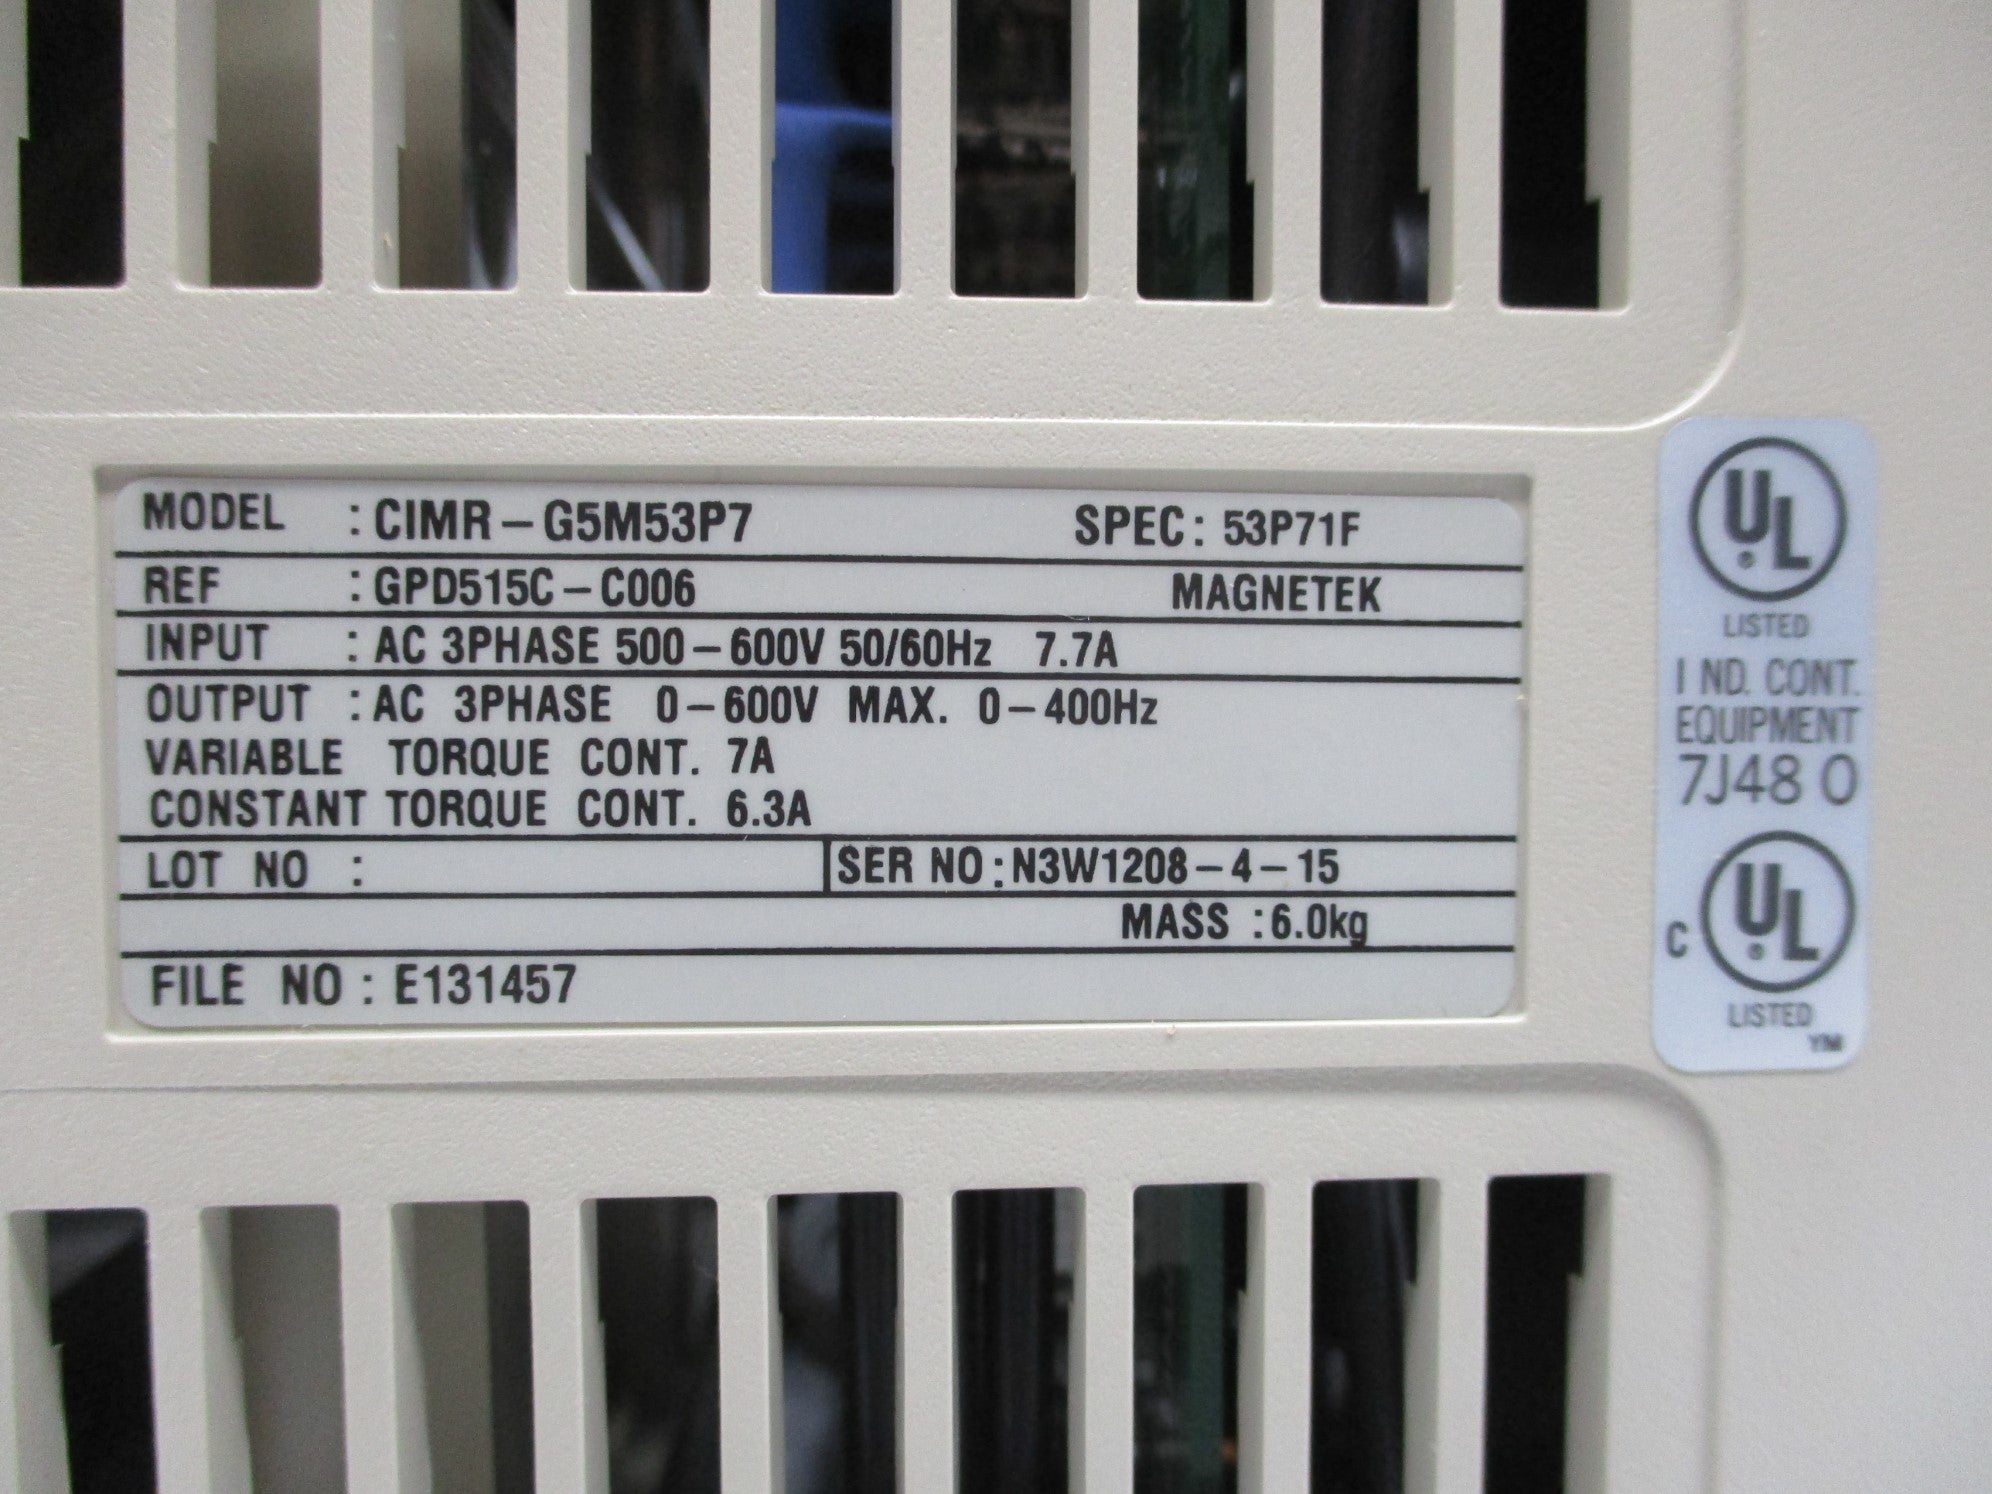 MODEL : CIMR-G5M53P7 SPEC: 53P71F
REF : GPD515C-C006 MAGNETEK
INPUT : AC 3PHASE 500-600V 50/60Hz 7.7A
OUTPUT : AC 3PHASE 0-600V MAX. 0-400Hz
VARIABLE TORQUE CONT. 7A
CONSTANT TORQUE CONT. 6.3A
LOT NO : SER NO: N3W1208-4-15
MASS : 6.0kg
FILE NO : E131457
UL
LISTED
IND. CONT.
EQUIPMENT
7J48 O
C UL
LISTED
YM